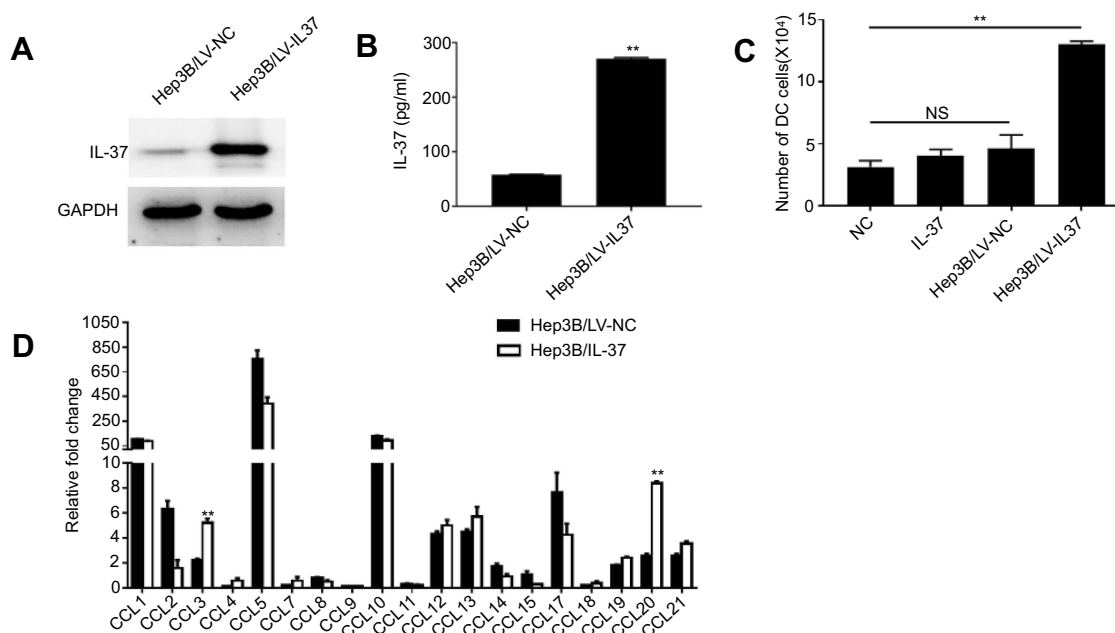 A
Hep3B/LV-NC
Hep3B/LV-IL37
IL-37
GAPDH
B
IL-37 (pg/ml)
300
200
100
0
**
Hep3B/LV-NC
Hep3B/LV-IL37
C
Number of DC cells(X10⁴)
15
10
5
0
**
NS
NC
IL-37
Hep3B/LV-NC
Hep3B/LV-IL37
D
Relative fold change
1050
850
650
450
250
50
10
8
6
4
2
0
Hep3B/LV-NC
Hep3B/IL-37
**
**
CCL1
CCL2
CCL3
CCL4
CCL5
CCL7
CCL8
CCL9
CCL10
CCL11
CCL12
CCL13
CCL14
CCL15
CCL17
CCL18
CCL19
CCL20
CCL21